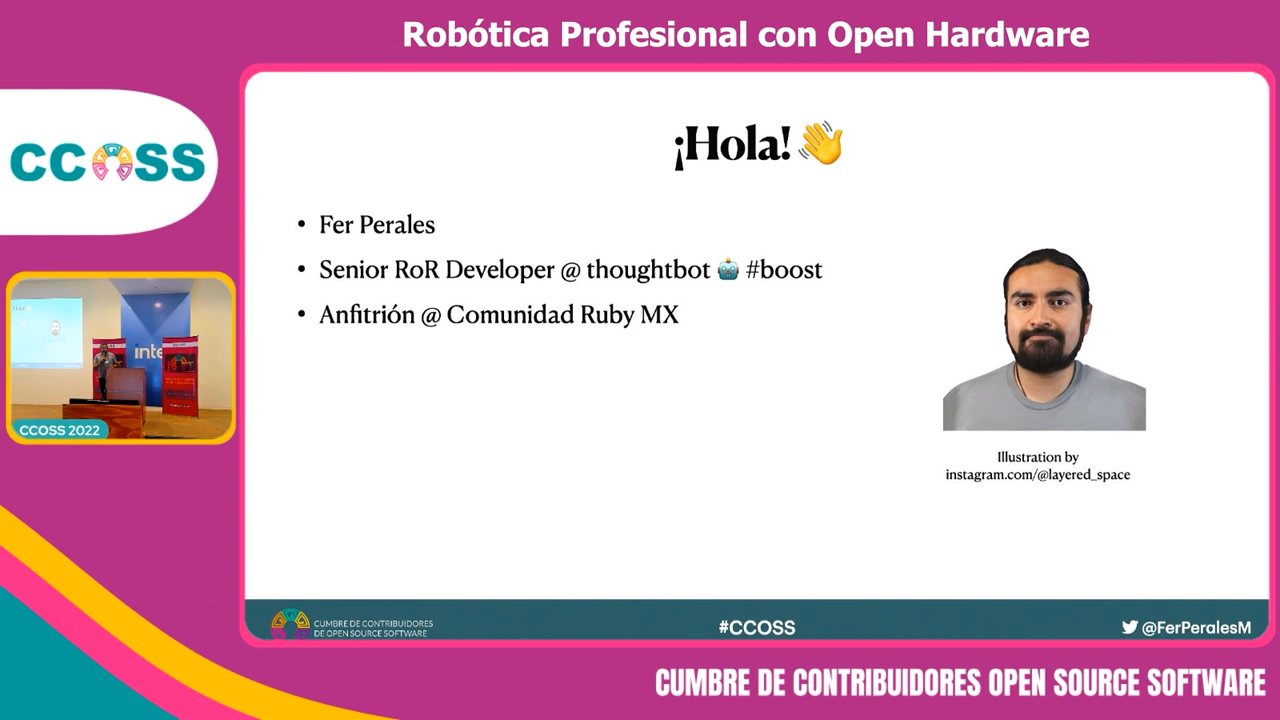 Robótica Profesional con Open Hardware
CCOSS
¡Hola! 👋
• Fer Perales
• Senior RoR Developer @ thoughtbot 🤖 #boost
• Anfitrión @ Comunidad Ruby MX
Illustration by
instagram.com/@layered_space
inte
CCOSS 2022
CUMBRE DE CONTRIBUIDORES
DE OPEN SOURCE SOFTWARE
#CCOSS
@FerPeralesM
CUMBRE DE CONTRIBUIDORES OPEN SOURCE SOFTWARE